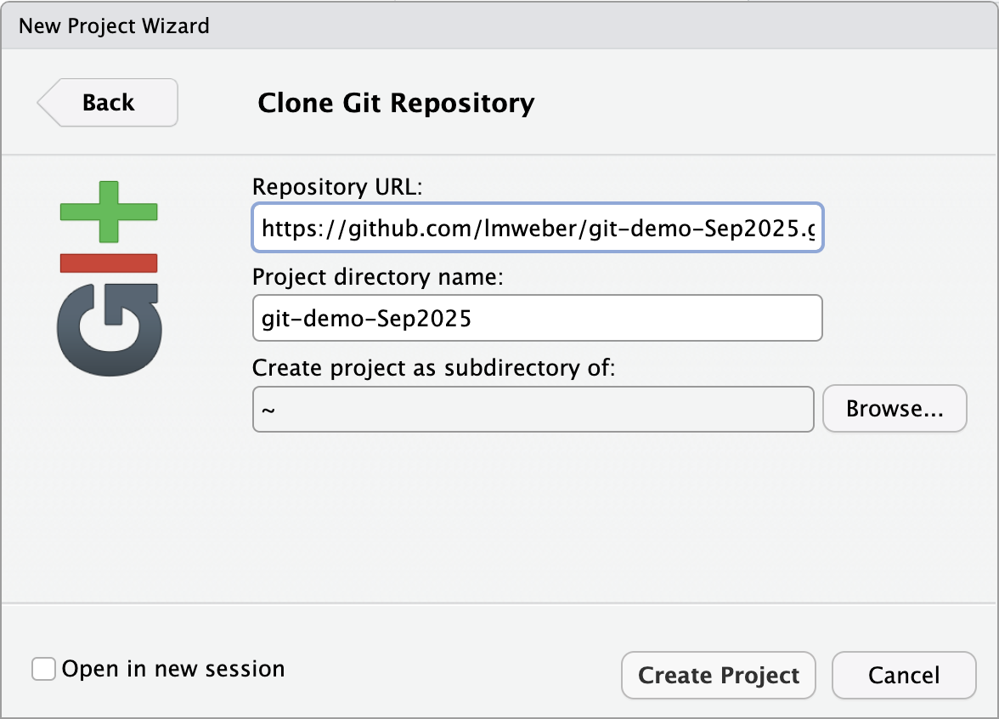 New Project Wizard
Back
Clone Git Repository
Repository URL:
https://github.com/lmweber/git-demo-Sep2025.g
Project directory name:
git-demo-Sep2025
Create project as subdirectory of:
~
Browse...
GIT
Open in new session
Create Project
Cancel